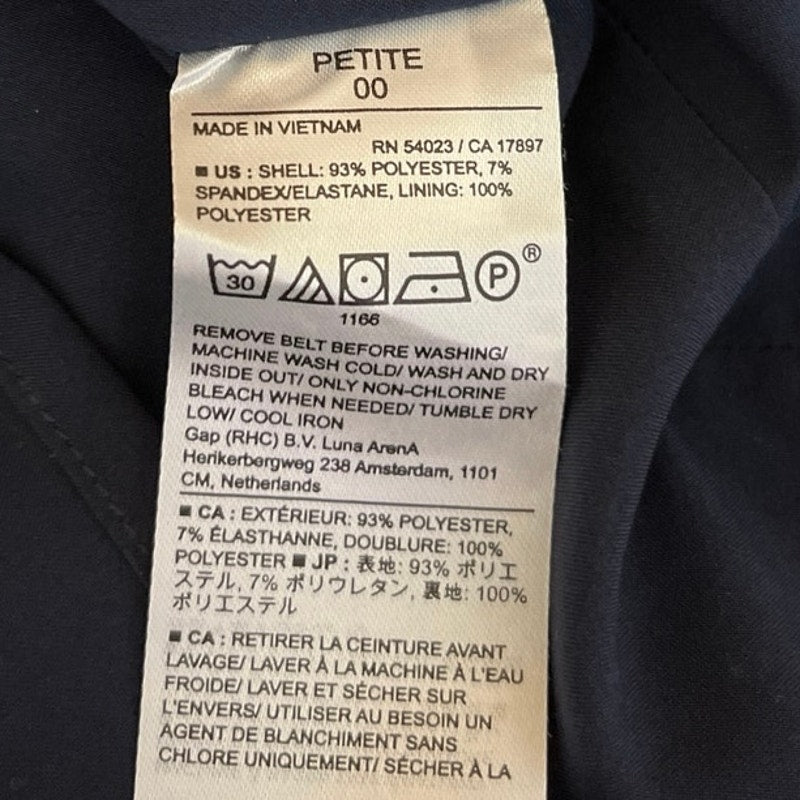 PETITE
00
MADE IN VIETNAM
RN 54023 / CA 17897
■ US : SHELL: 93% POLYESTER, 7%
SPANDEX/ELASTANE, LINING: 100%
POLYESTER
30
P
®
1166
REMOVE BELT BEFORE WASHING/
MACHINE WASH COLD/ WASH AND DRY
INSIDE OUT/ ONLY NON-CHLORINE
BLEACH WHEN NEEDED/ TUMBLE DRY
LOW/ COOL IRON
Gap (RHC) B.V. Luna ArenA
Herikerbergweg 238 Amsterdam, 1101
CM, Netherlands
■ CA : EXTÉRIEUR: 93% POLYESTER,
7% ÉLASTHANNE, DOUBLURE: 100%
POLYESTER ■ JP : 表地: 93% ポリエ
ステル, 7% ポリウレタン, 裏地: 100%
ポリエステル
■ CA : RETIRER LA CEINTURE AVANT
LAVAGE/ LAVER À LA MACHINE À L'EAU
FROIDE/ LAVER ET SÉCHER SUR
L'ENVERS/ UTILISER AU BESOIN UN
AGENT DE BLANCHIMENT SANS
CHLORE UNIQUEMENT/ SÉCHER À LA